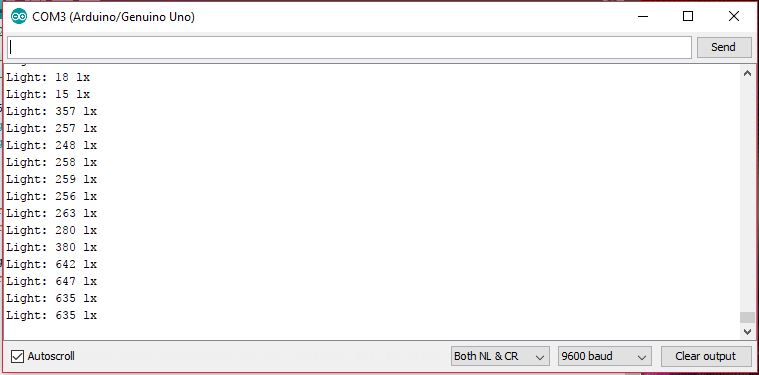 COM3 (Arduino/Genuino Uno)
Send
Light: 18 lx
Light: 15 lx
Light: 357 lx
Light: 257 lx
Light: 248 lx
Light: 258 lx
Light: 259 lx
Light: 256 lx
Light: 263 lx
Light: 280 lx
Light: 380 lx
Light: 642 lx
Light: 647 lx
Light: 635 lx
Light: 635 lx
Autoscroll
Both NL & CR
9600 baud
Clear output